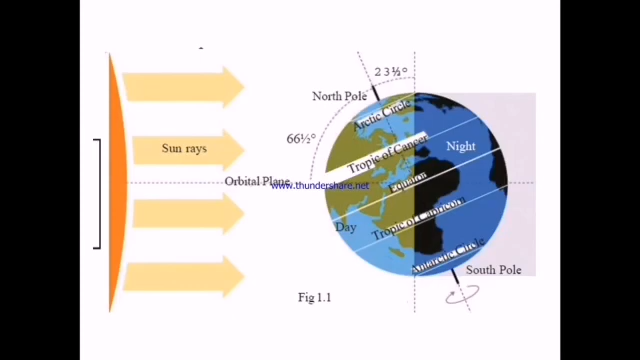 23½°
North Pole
Arctic Circle
66½°
Tropic of Cancer
Night
Sun rays
Orbital Plane
www.thundershare.net
Equator
Tropic of Capricorn
Day
Antarctic Circle
South Pole
Fig 1.1